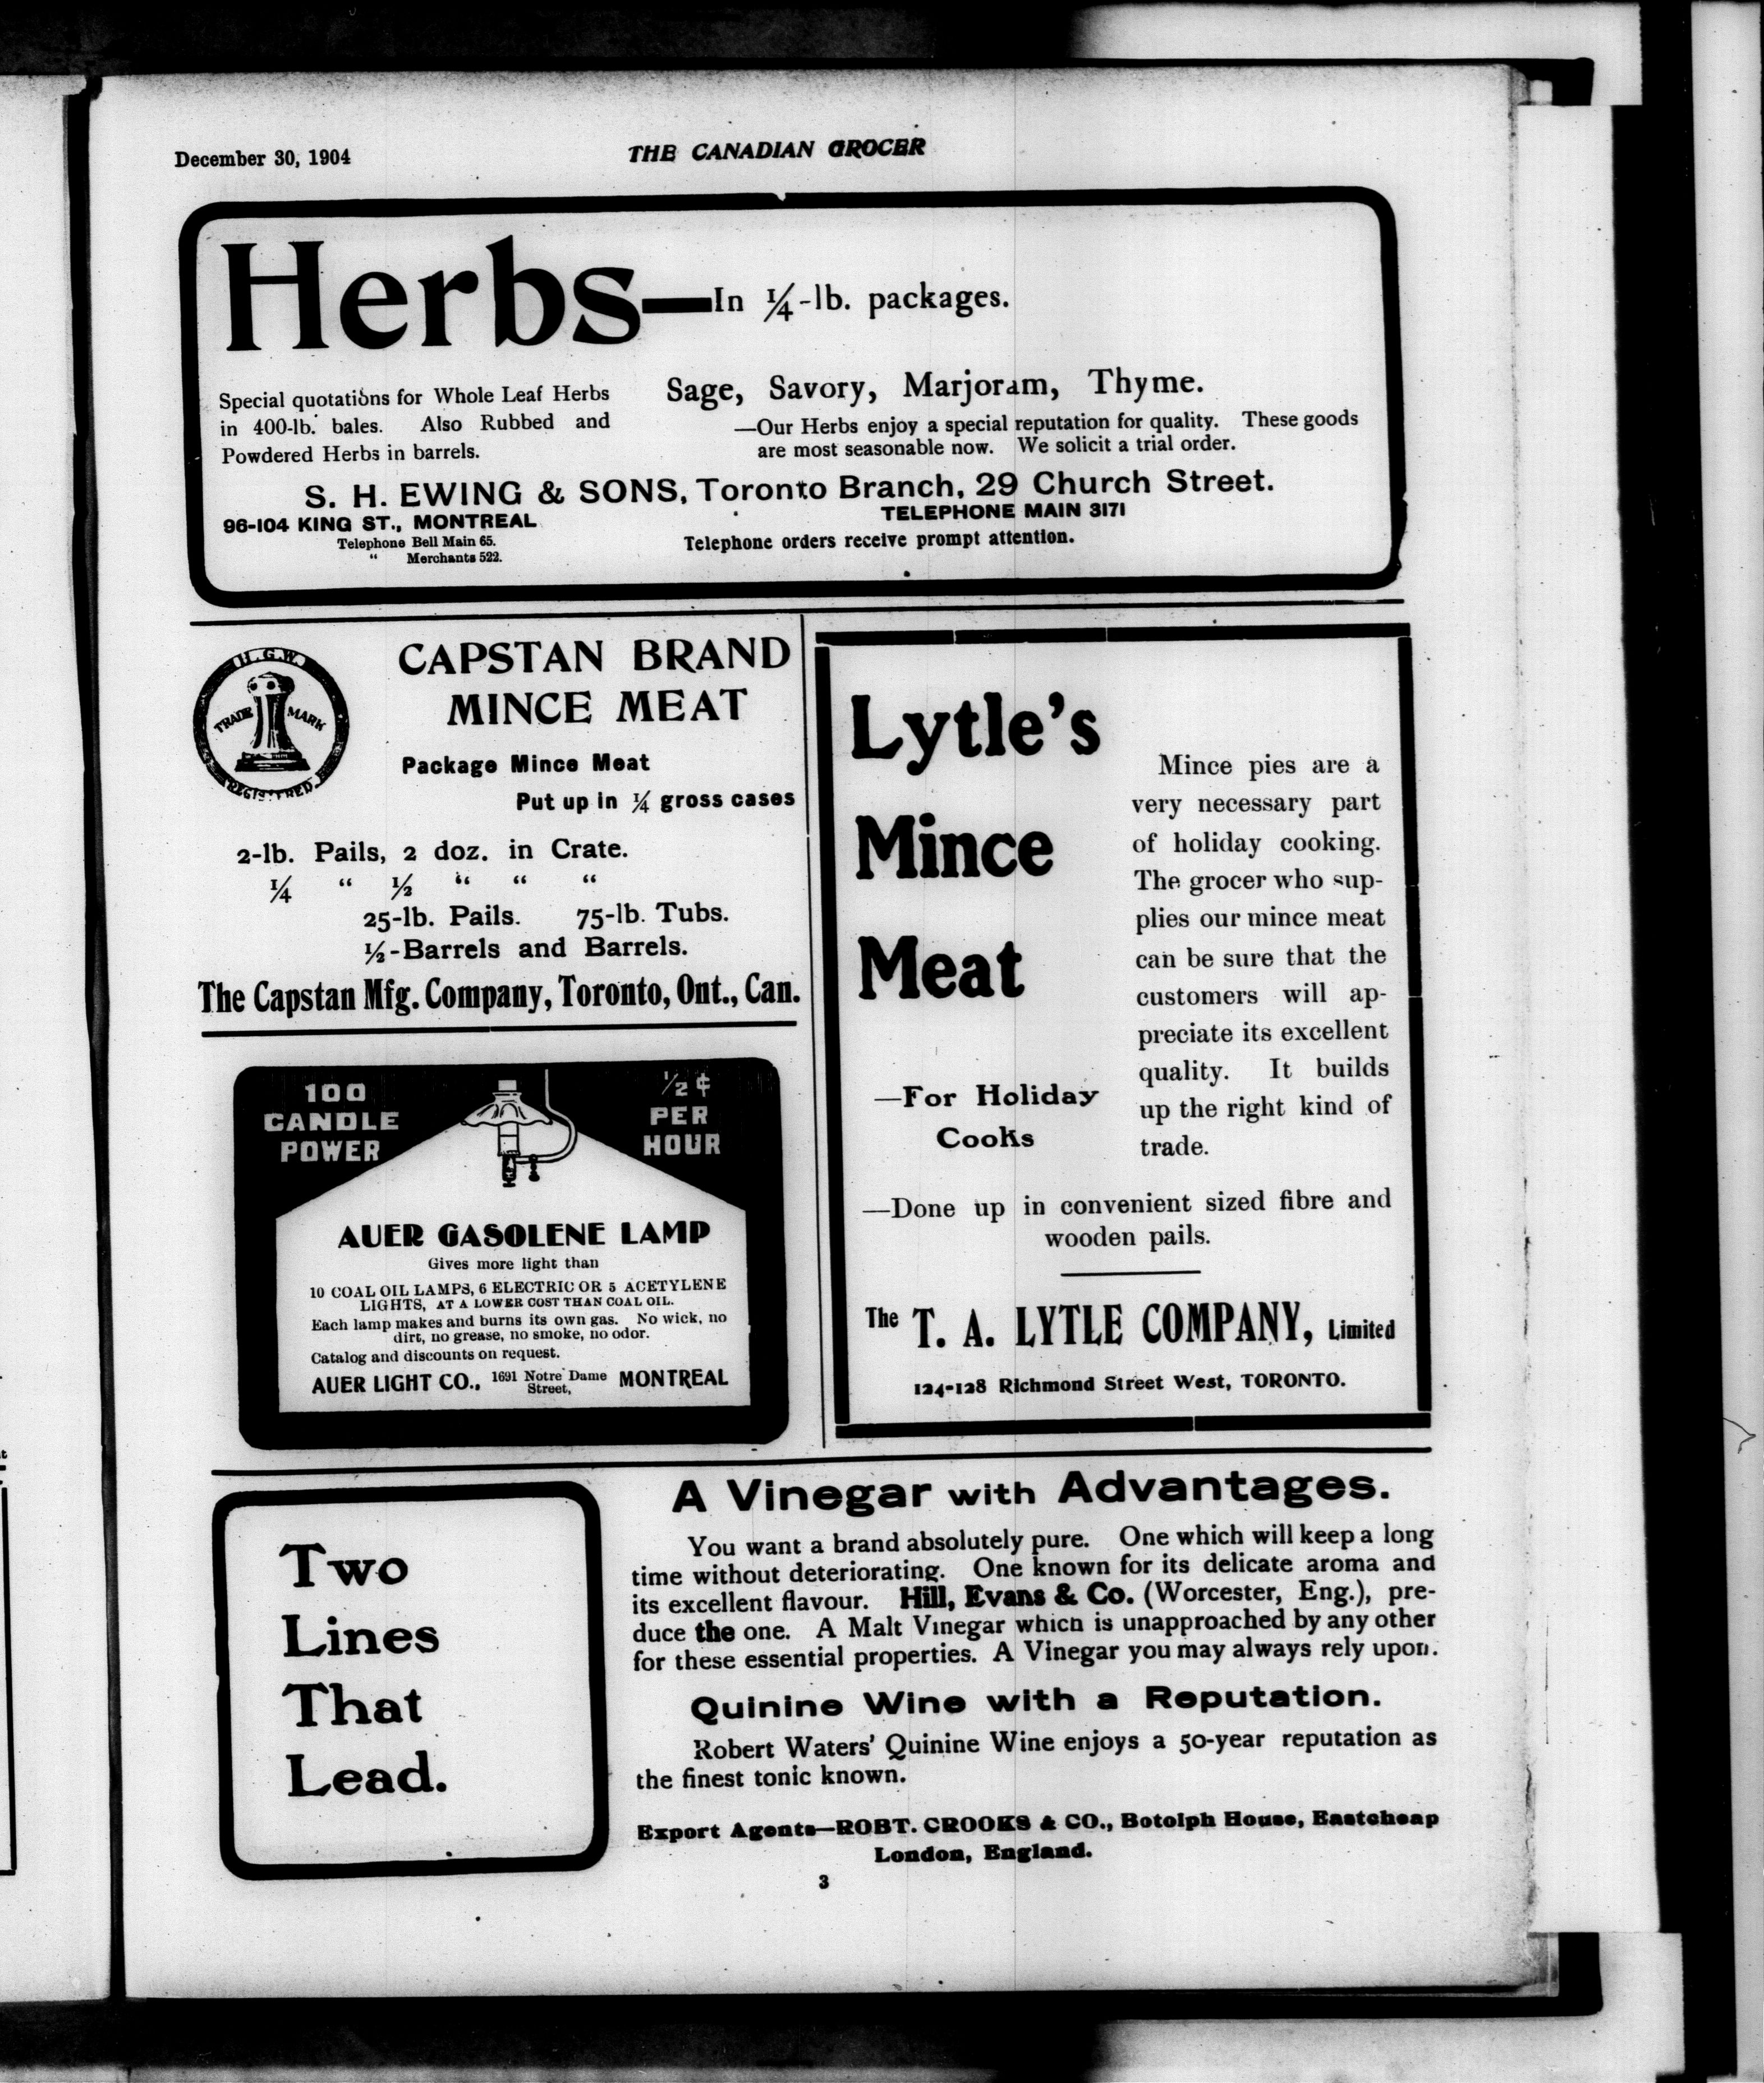 December 30, 1904
THE CANADIAN GROCER
Herbs—In ¼-lb. packages.
Special quotations for Whole Leaf Herbs
in 400-lb. bales. Also Rubbed and
Powdered Herbs in barrels.
Sage, Savory, Marjoram, Thyme.
—Our Herbs enjoy a special reputation for quality. These goods
are most seasonable now. We solicit a trial order.
S. H. EWING & SONS, Toronto Branch, 29 Church Street.
96-104 KING ST., MONTREAL
Telephone Bell Main 65.
“ Merchants 522.
TELEPHONE MAIN 3171
Telephone orders receive prompt attention.
H.G.W.
TRADE MARK
REGISTERED
CAPSTAN BRAND
MINCE MEAT
Package Mince Meat
Put up in ¼ gross cases
2-lb. Pails, 2 doz. in Crate.
¼ “ ½ “ “ “
25-lb. Pails. 75-lb. Tubs.
½-Barrels and Barrels.
The Capstan Mfg. Company, Toronto, Ont., Can.
100
CANDLE
POWER
½ ¢
PER
HOUR
AUER GASOLENE LAMP
Gives more light than
10 COAL OIL LAMPS, 6 ELECTRIC OR 5 ACETYLENE
LIGHTS, AT A LOWER COST THAN COAL OIL.
Each lamp makes and burns its own gas. No wick, no
dirt, no grease, no smoke, no odor.
Catalog and discounts on request.
AUER LIGHT CO., 1691 Notre Dame Street, MONTREAL
Lytle’s
Mince
Meat
—For Holiday
Cooks
Mince pies are a
very necessary part
of holiday cooking.
The grocer who sup-
plies our mince meat
can be sure that the
customers will ap-
preciate its excellent
quality. It builds
up the right kind of
trade.
—Done up in convenient sized fibre and
wooden pails.
The T. A. LYTLE COMPANY, Limited
124-128 Richmond Street West, TORONTO.
Two
Lines
That
Lead.
A Vinegar with Advantages.
You want a brand absolutely pure. One which will keep a long
time without deteriorating. One known for its delicate aroma and
its excellent flavour. Hill, Evans & Co. (Worcester, Eng.), pre-
duce the one. A Malt Vinegar which is unapproached by any other
for these essential properties. A Vinegar you may always rely upon.
Quinine Wine with a Reputation.
Robert Waters’ Quinine Wine enjoys a 50-year reputation as
the finest tonic known.
Export Agents—ROBT. CROOKS & CO., Botolph House, Eastcheap
London, England.
3